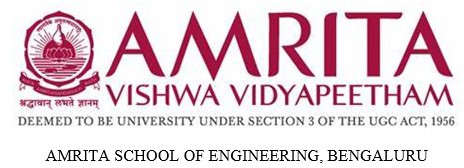 AMRITA
VISHWA VIDYAPEETHAM
श्रद्धावान् लभते ज्ञानम्
DEEMED TO BE UNIVERSITY UNDER SECTION 3 OF THE UGC ACT, 1956
AMRITA SCHOOL OF ENGINEERING, BENGALURU